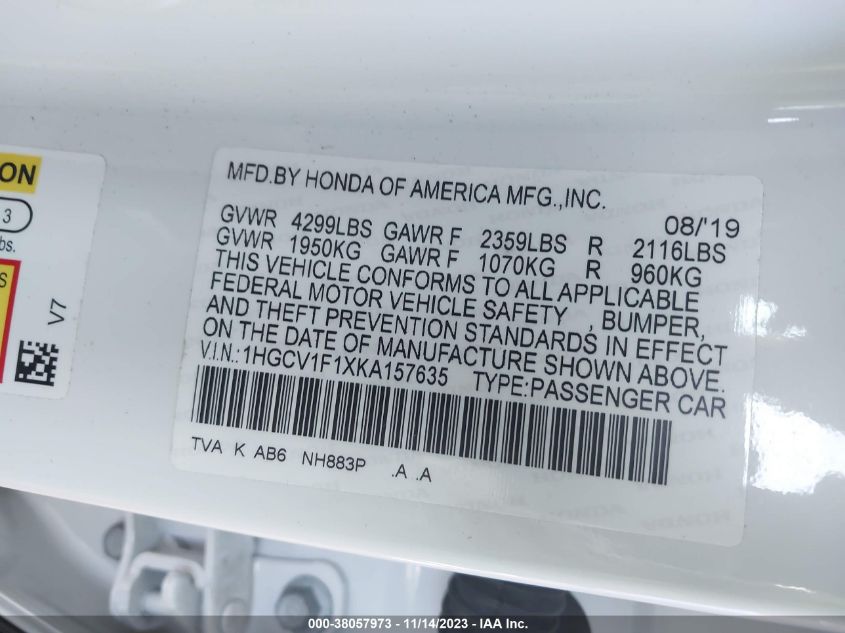 ON
3
bs.
S
V7
MFD.BY HONDA OF AMERICA MFG.,INC.
08/'19
GVWR 4299LBS GAWR F 2359LBS R 2116LBS
GVWR 1950KG GAWR F 1070KG R 960KG
THIS VEHICLE CONFORMS TO ALL APPLICABLE
FEDERAL MOTOR VEHICLE SAFETY , BUMPER,
AND THEFT PREVENTION STANDARDS IN EFFECT
ON THE DATE OF MANUFACTURE SHOWN ABOVE.
V.I.N.:1HGCV1F1XKA157635 TYPE:PASSENGER CAR
TVA K AB6 NH883P .A .A
000-38057973 - 11/14/2023 - IAA Inc.